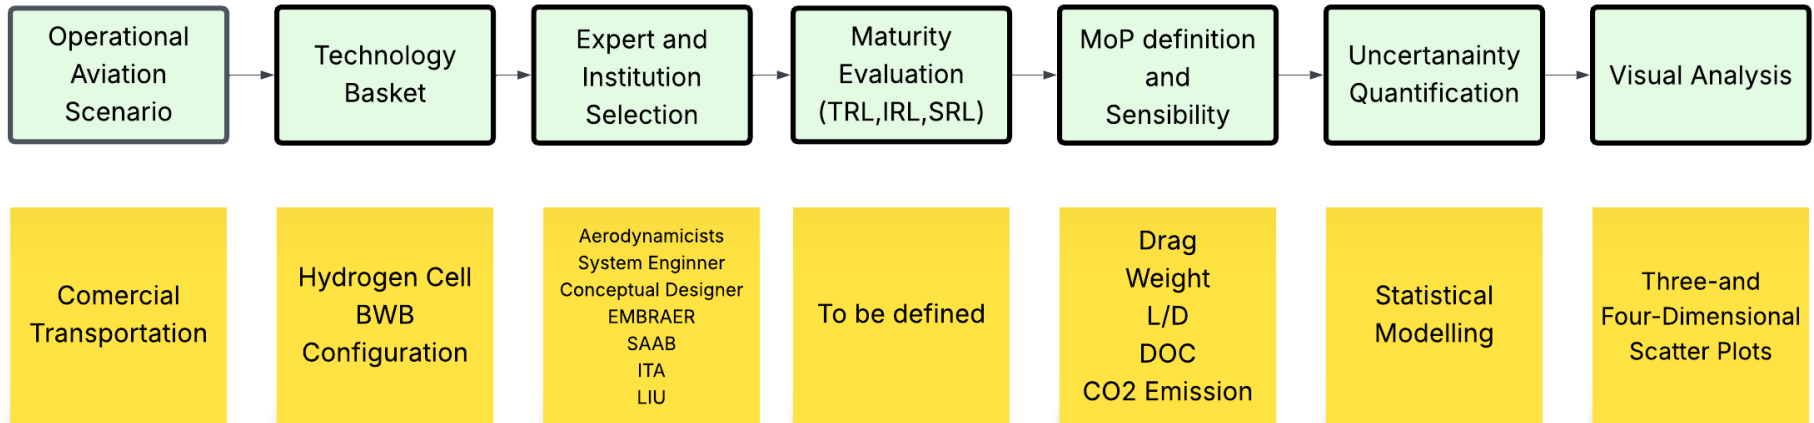 Operational
Aviation
Scenario
Technology
Basket
Expert and
Institution
Selection
Maturity
Evaluation
(TRL,IRL,SRL)
MoP definition
and
Sensibility
Uncertanainty
Quantification
Visual Analysis
Comercial
Transportation
Hydrogen Cell
BWB
Configuration
Aerodynamicists
System Enginner
Conceptual Designer
EMBRAER
SAAB
ITA
LIU
To be defined
Drag
Weight
L/D
DOC
CO2 Emission
Statistical
Modelling
Three-and
Four-Dimensional
Scatter Plots